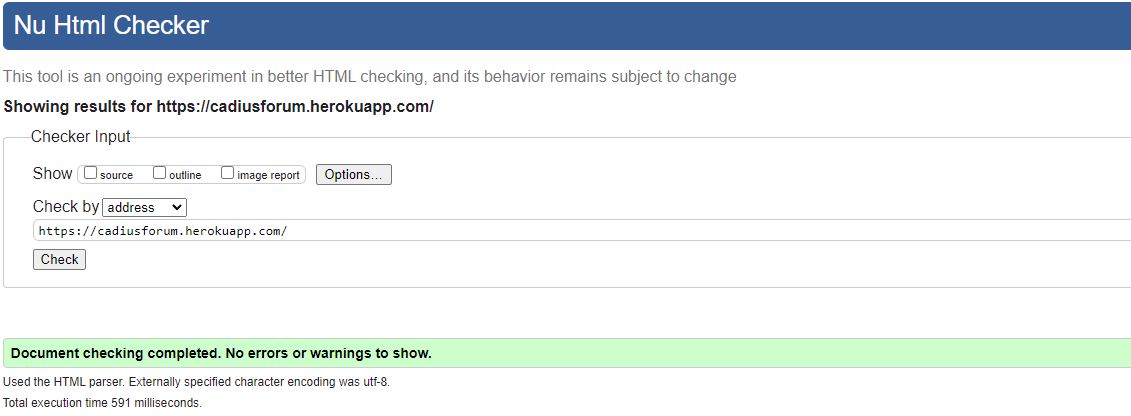 Nu Html Checker
This tool is an ongoing experiment in better HTML checking, and its behavior remains subject to change
Showing results for https://cadiusforum.herokuapp.com/
Checker Input
Show source outline image report Options...
Check by address
https://cadiusforum.herokuapp.com/
Check
Document checking completed. No errors or warnings to show.
Used the HTML parser. Externally specified character encoding was utf-8.
Total execution time 591 milliseconds.